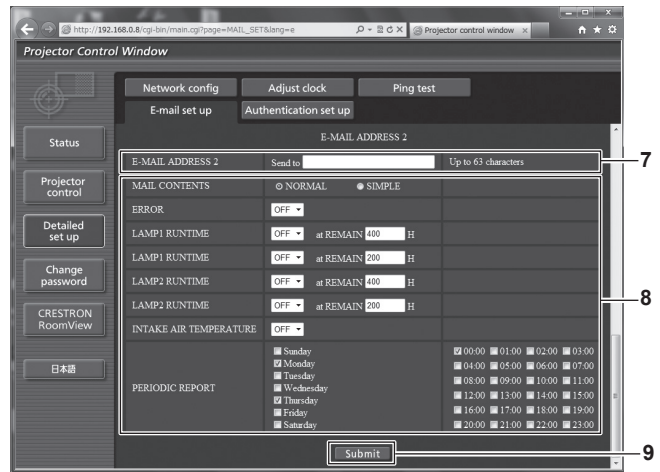 http://192.168.0.8/cgi-bin/main.cgi?page=MAIL_SET&lang=e
Projector control window
Projector Control Window
Network config Adjust clock Ping test
E-mail set up Authentication set up
Status
Projector control
Detailed set up
Change password
CRESTRON RoomView
日本語
E-MAIL ADDRESS 2
E-MAIL ADDRESS 2 Send to Up to 63 characters
7
MAIL CONTENTS NORMAL SIMPLE
ERROR OFF
LAMP1 RUNTIME OFF at REMAIN 400 H
LAMP1 RUNTIME OFF at REMAIN 200 H
LAMP2 RUNTIME OFF at REMAIN 400 H
8
LAMP2 RUNTIME OFF at REMAIN 200 H
INTAKE AIR TEMPERATURE OFF
PERIODIC REPORT
Sunday
Monday
Tuesday
Wednesday
Thursday
Friday
Saturday
00:00 01:00 02:00 03:00
04:00 05:00 06:00 07:00
08:00 09:00 10:00 11:00
12:00 13:00 14:00 15:00
16:00 17:00 18:00 19:00
20:00 21:00 22:00 23:00
Submit
9